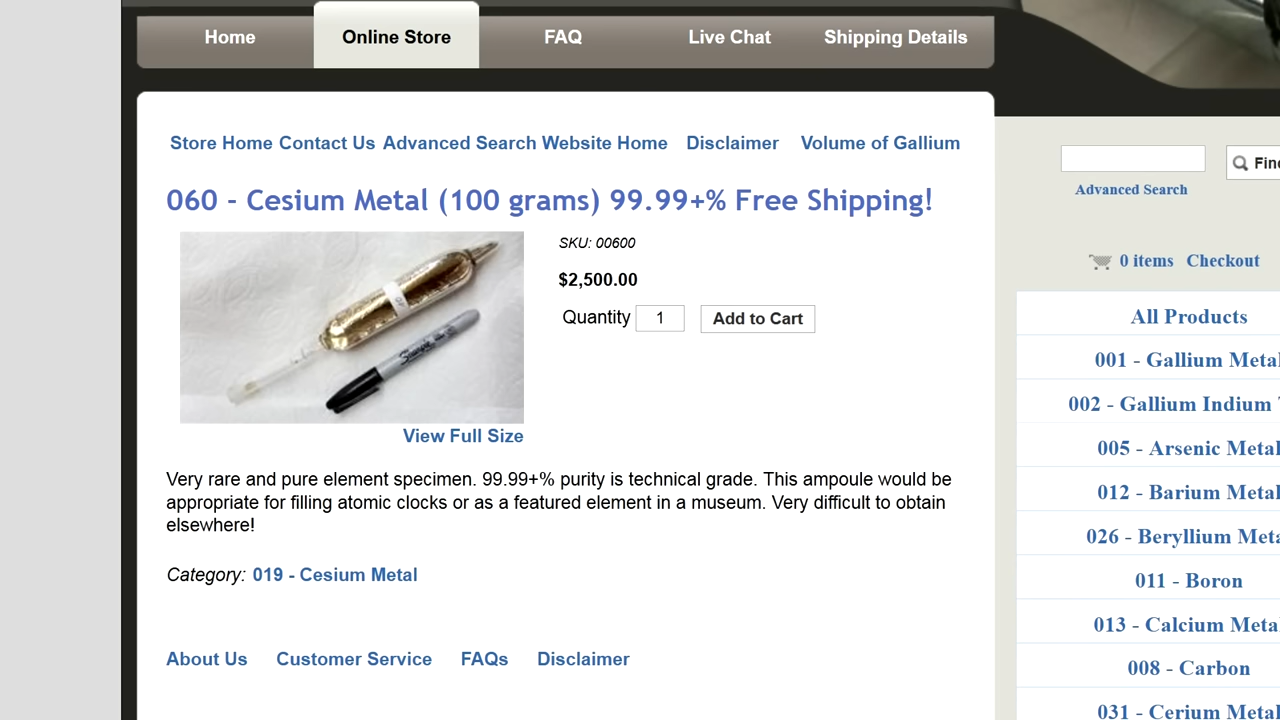 Home Online Store FAQ Live Chat Shipping Details
Store Home Contact Us Advanced Search Website Home Disclaimer Volume of Gallium
060 - Cesium Metal (100 grams) 99.99+% Free Shipping!
SKU: 00600
$2,500.00
Quantity 1 Add to Cart
Sharpie
View Full Size
Very rare and pure element specimen. 99.99+% purity is technical grade. This ampoule would be
appropriate for filling atomic clocks or as a featured element in a museum. Very difficult to obtain
elsewhere!
Category: 019 - Cesium Metal
About Us Customer Service FAQs Disclaimer
Advanced Search
0 items Checkout
All Products
001 - Gallium Metal
002 - Gallium Indium
005 - Arsenic Metal
012 - Barium Metal
026 - Beryllium Meta
011 - Boron
013 - Calcium Metal
008 - Carbon
031 - Cerium Metal